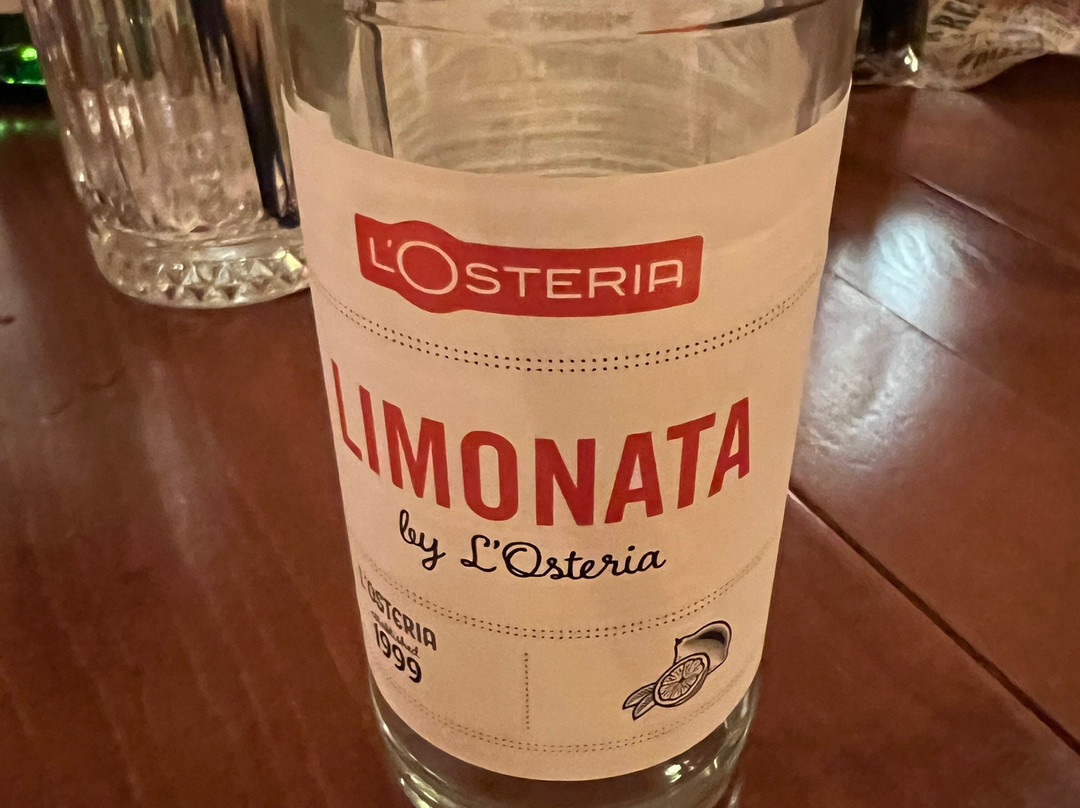 L'OSTERIA
LIMONATA
by L'Osteria
L'OSTERIA
Established
1999